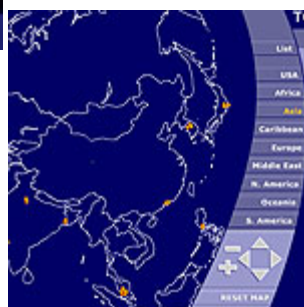 List
USA
Africa
Asia
Caribbean
Europe
Middle East
N. America
Oceania
S. America
RESET MAP